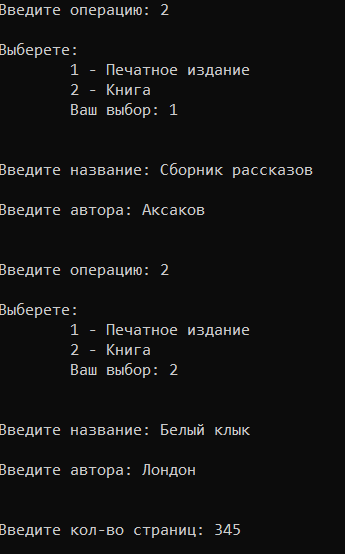 Введите операцию: 2
Выберете:
1 - Печатное издание
2 - Книга
Ваш выбор: 1
Введите название: Сборник рассказов
Введите автора: Аксаков
Введите операцию: 2
Выберете:
1 - Печатное издание
2 - Книга
Ваш выбор: 2
Введите название: Белый клык
Введите автора: Лондон
Введите кол-во страниц: 345